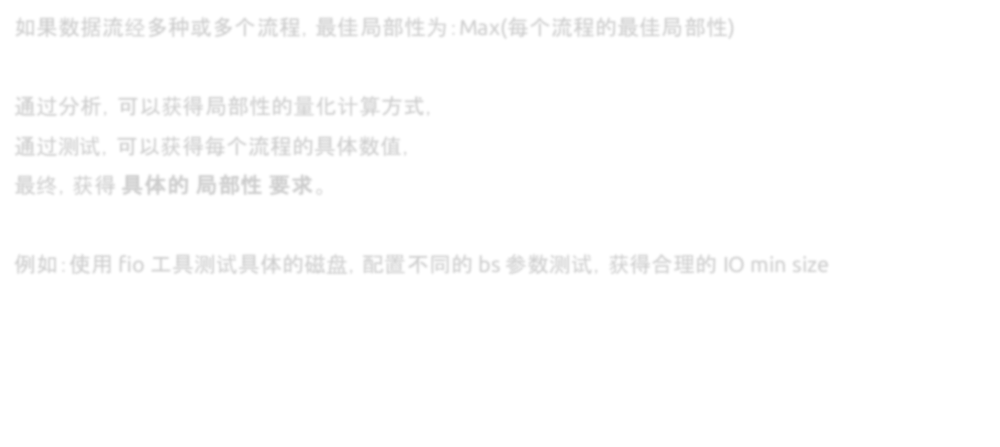 如果数据流经多种或多个流程, 最佳局部性为:Max(每个流程的最佳局部性)
通过分析, 可以获得局部性的量化计算方式,
通过测试, 可以获得每个流程的具体数值,
最终, 获得 具体的 局部性 要求。
例如:使用 fio 工具测试具体的磁盘, 配置不同的 bs 参数测试, 获得合理的 IO min size